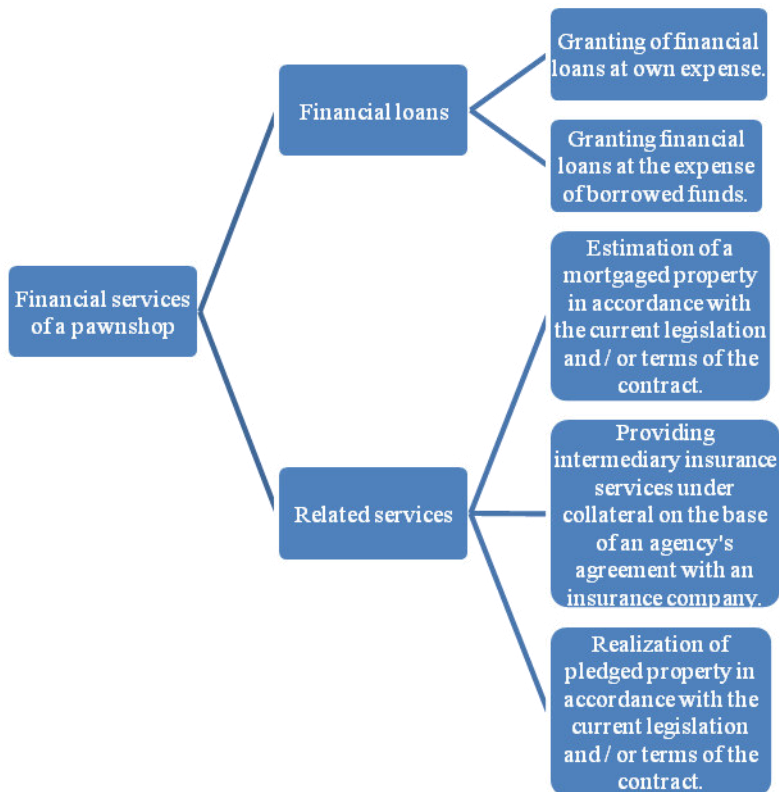 Financial services
of a pawnshop
Financial loans
Granting of financial
loans at own expense.
Granting financial
loans at the expense
of borrowed funds.
Related services
Estimation of a
mortgaged property
in accordance with
the current legislation
and / or terms of the
contract.
Providing
intermediary insurance
services under
collateral on the base
of an agency's
agreement with an
insurance company.
Realization of
pledged property in
accordance with the
current legislation
and / or terms of the
contract.